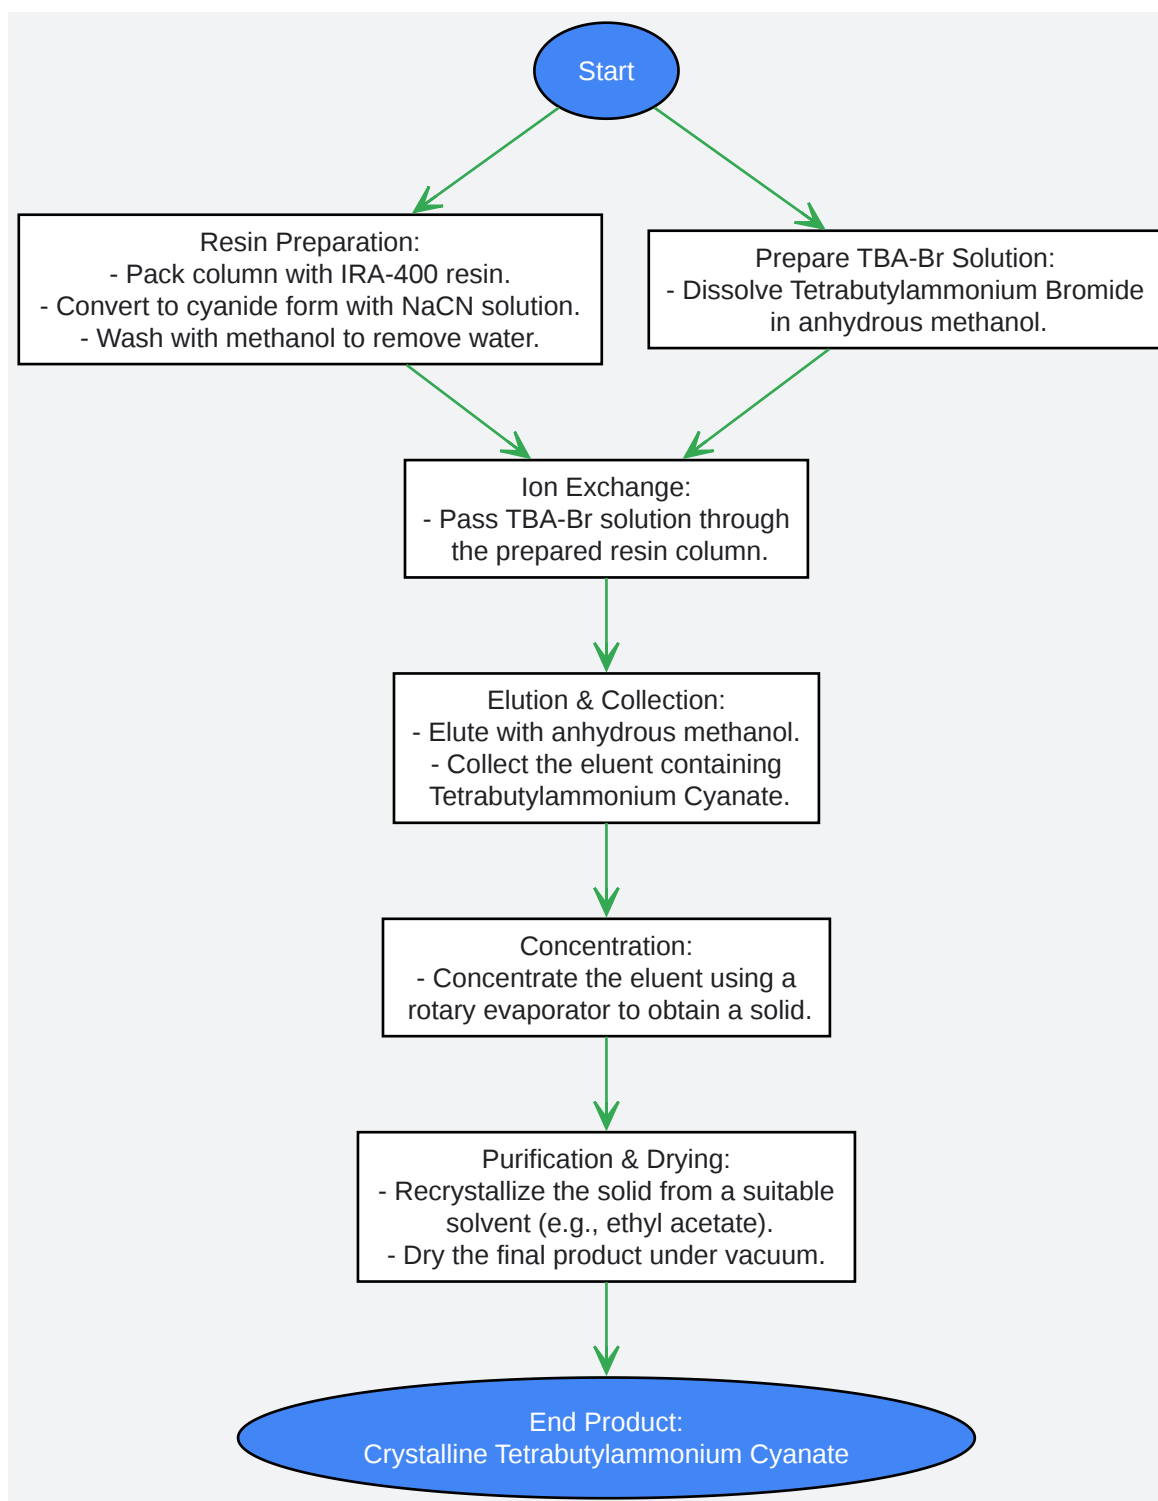 Start
Resin Preparation:
- Pack column with IRA-400 resin.
- Convert to cyanide form with NaCN solution.
- Wash with methanol to remove water.
Prepare TBA-Br Solution:
- Dissolve Tetrabutylammonium Bromide
in anhydrous methanol.
Ion Exchange:
- Pass TBA-Br solution through
the prepared resin column.
Elution & Collection:
- Elute with anhydrous methanol.
- Collect the eluent containing
Tetrabutylammonium Cyanate.
Concentration:
- Concentrate the eluent using a
rotary evaporator to obtain a solid.
Purification & Drying:
- Recrystallize the solid from a suitable
solvent (e.g., ethyl acetate).
- Dry the final product under vacuum.
End Product:
Crystalline Tetrabutylammonium Cyanate